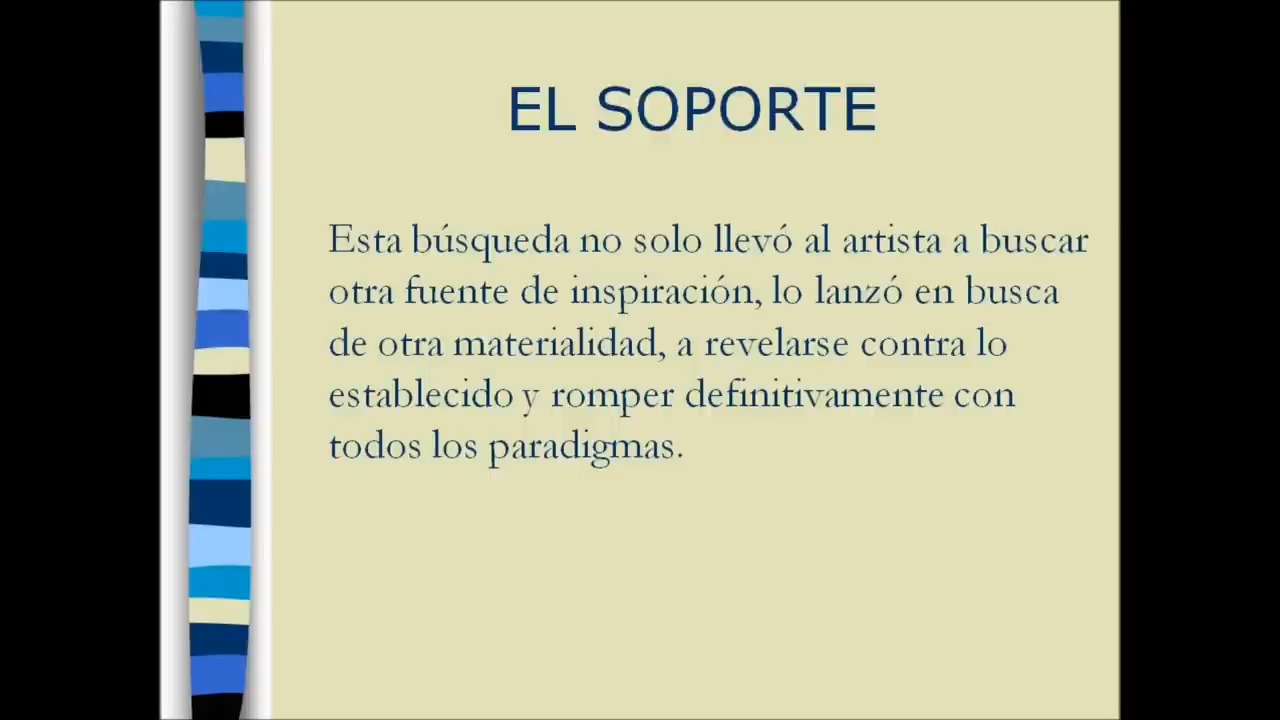 EL SOPORTE
Esta búsqueda no solo llevó al artista a buscar
otra fuente de inspiración, lo lanzó en busca
de otra materialidad, a revelarse contra lo
establecido y romper definitivamente con
todos los paradigmas.